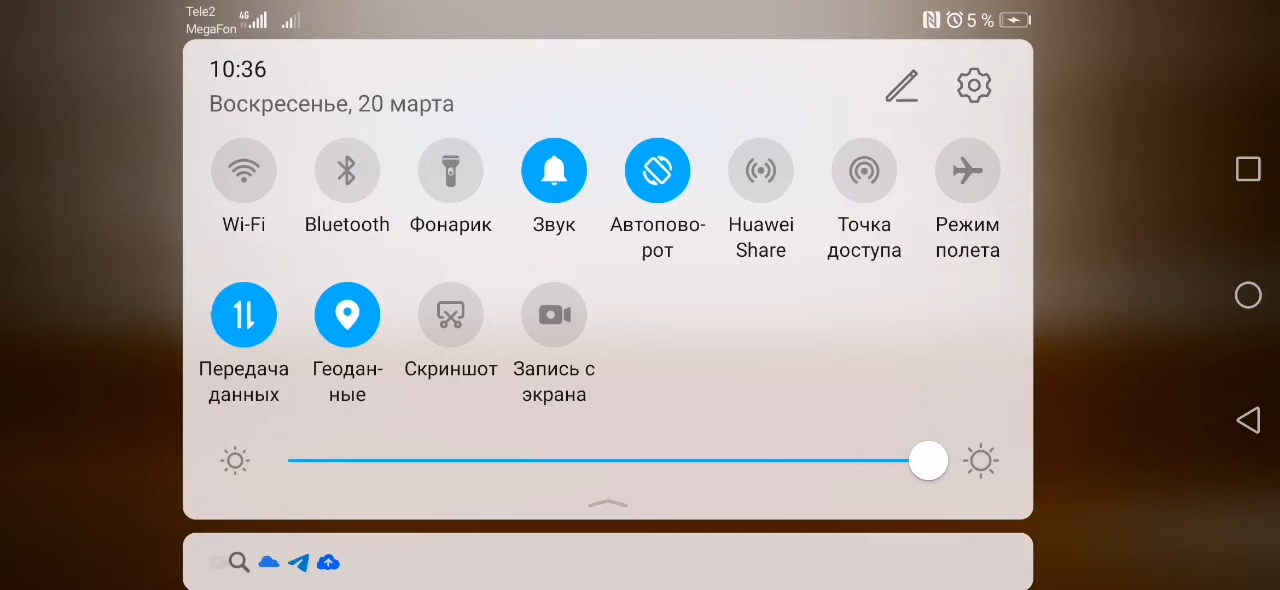 Tele2
4G
MegaFon
5 %
10:36
Воскресенье, 20 марта
Wi-Fi
Bluetooth
Фонарик
Звук
Автопово-
рот
Huawei
Share
Точка
доступа
Режим
полета
Передача
данных
Геодан-
ные
Скриншот
Запись с
экрана